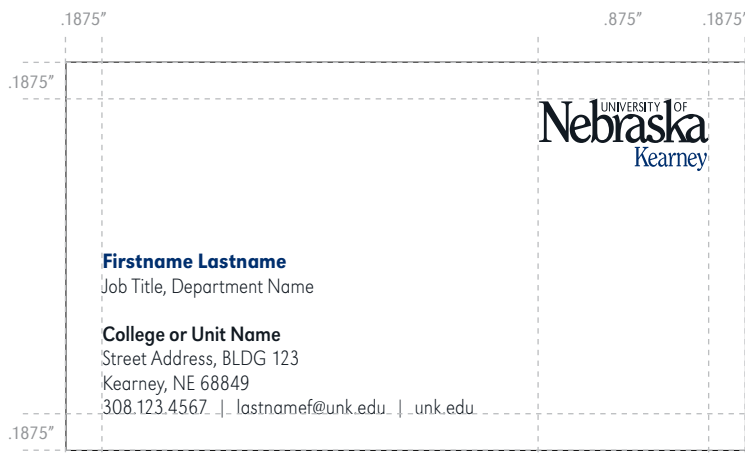 .1875″ .875″ .1875″
.1875″
UNIVERSITY OF
Nebraska
Kearney
Firstname Lastname
Job Title, Department Name
College or Unit Name
Street Address, BLDG 123
Kearney, NE 68849
308.123.4567 | lastnamef@unk.edu | unk.edu
.1875″